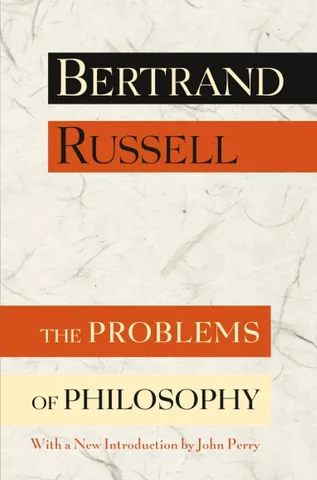 BERTRAND
RUSSELL
THE PROBLEMS
OF PHILOSOPHY
With a New Introduction by John Perry